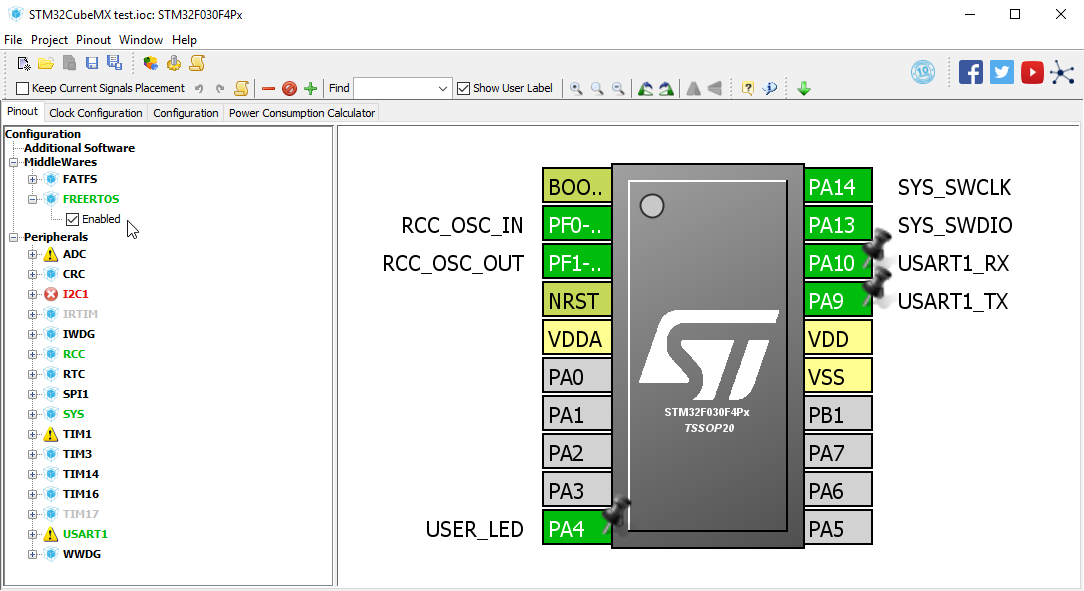 STM32CubeMX test.ioc: STM32F030F4Px
File Project Pinout Window Help
Keep Current Signals Placement Find Show User Label
Pinout Clock Configuration Configuration Power Consumption Calculator
Configuration
Additional Software
MiddleWares
FATFS
FREERTOS
Enabled
Peripherals
ADC
CRC
I2C1
IRTIM
IWDG
RCC
RTC
SPI1
SYS
TIM1
TIM3
TIM14
TIM16
TIM17
USART1
WWDG
BOO.. PA14 SYS_SWCLK
RCC_OSC_IN PF0-.. PA13 SYS_SWDIO
RCC_OSC_OUT PF1-.. PA10 USART1_RX
NRST PA9 USART1_TX
VDDA VDD
PA0 VSS
PA1 PB1
PA2 PA7
PA3 PA6
USER_LED PA4 PA5
ST
STM32F030F4Px
TSSOP20